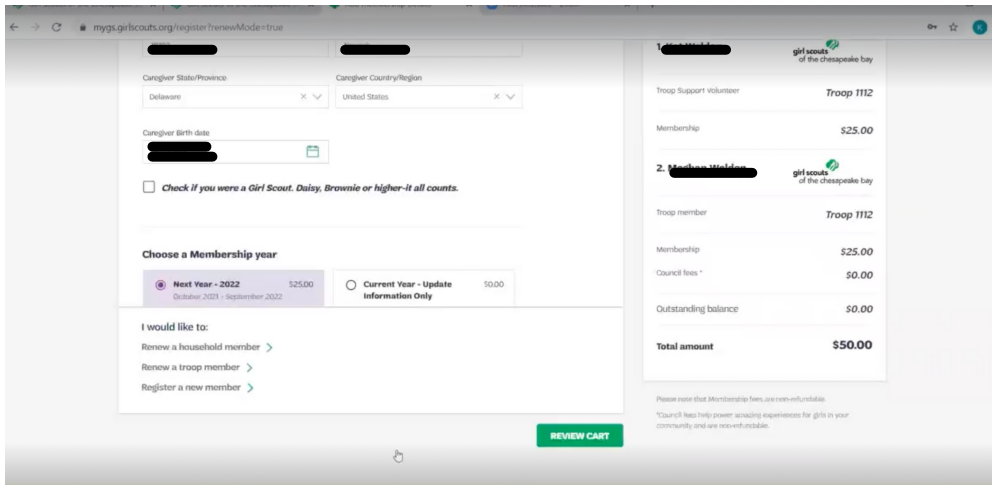 mygs.girlscouts.org/register?renewMode=true
Caregiver State/Province
Caregiver Country/Region
Delaware
United States
Caregiver Birth date
Check if you were a Girl Scout. Daisy, Brownie or higher-it all counts.
Choose a Membership year
Next Year - 2022 $25.00
October 2021 - September 2022
Current Year - Update $0.00
Information Only
I would like to:
Renew a household member >
Renew a troop member >
Register a new member >
REVIEW CART
1.
girl scouts
of the chesapeake bay
Troop Support Volunteer Troop 1112
Membership $25.00
2.
girl scouts
of the chesapeake bay
Troop member Troop 1112
Membership $25.00
Council fees * $0.00
Outstanding balance $0.00
Total amount $50.00
Please note that Membership fees are non-refundable.
*Council fees help power amazing experiences for girls in your
community and are non-refundable.